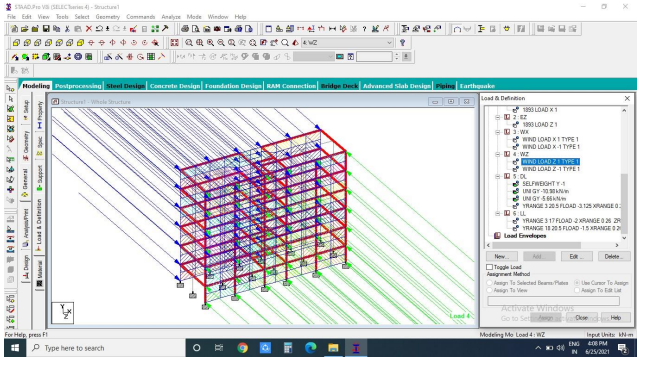 STAAD.Pro V8i (SELECTseries 4) - Structure1
File Edit View Tools Select Geometry Commands Analyze Mode Window Help
4: WZ
Modeling Postprocessing Steel Design Concrete Design Foundation Design RAM Connection Bridge Deck Advanced Slab Design Piping Earthquake
Structure1 - Whole Structure
Setup
Property
Geometry
Spec
General
Support
Load & Definition
Analysis/Print
Design
Material
Load 4
Load & Definition
1893 LOAD X 1
2 : EZ
1893 LOAD Z 1
3 : WX
WIND LOAD X 1 TYPE 1
WIND LOAD X -1 TYPE 1
4 : WZ
WIND LOAD Z 1 TYPE 1
WIND LOAD Z -1 TYPE 1
5 : DL
SELFWEIGHT Y -1
UNI GY -10.98 kN/m
UNI GY -5.66 kN/m
YRANGE 3 20.5 FLOAD -3.125 XRANGE 0
6 : LL
YRANGE 3 17 FLOAD -2 XRANGE 0 26 ZR
YRANGE 18 20.5 FLOAD -1.5 XRANGE 0 26
Load Envelopes
New... Add... Edit... Delete...
Toggle Load
Assignment Method
Assign To Selected Beams/Plates Use Cursor To Assign
Assign To View Assign To Edit List
Activate Windows
Assign Close Help
For Help, press F1
Modeling Mo Load 4 : WZ Input Units: kN-m
Type here to search
ENG
IN
4:08 PM
6/25/2021